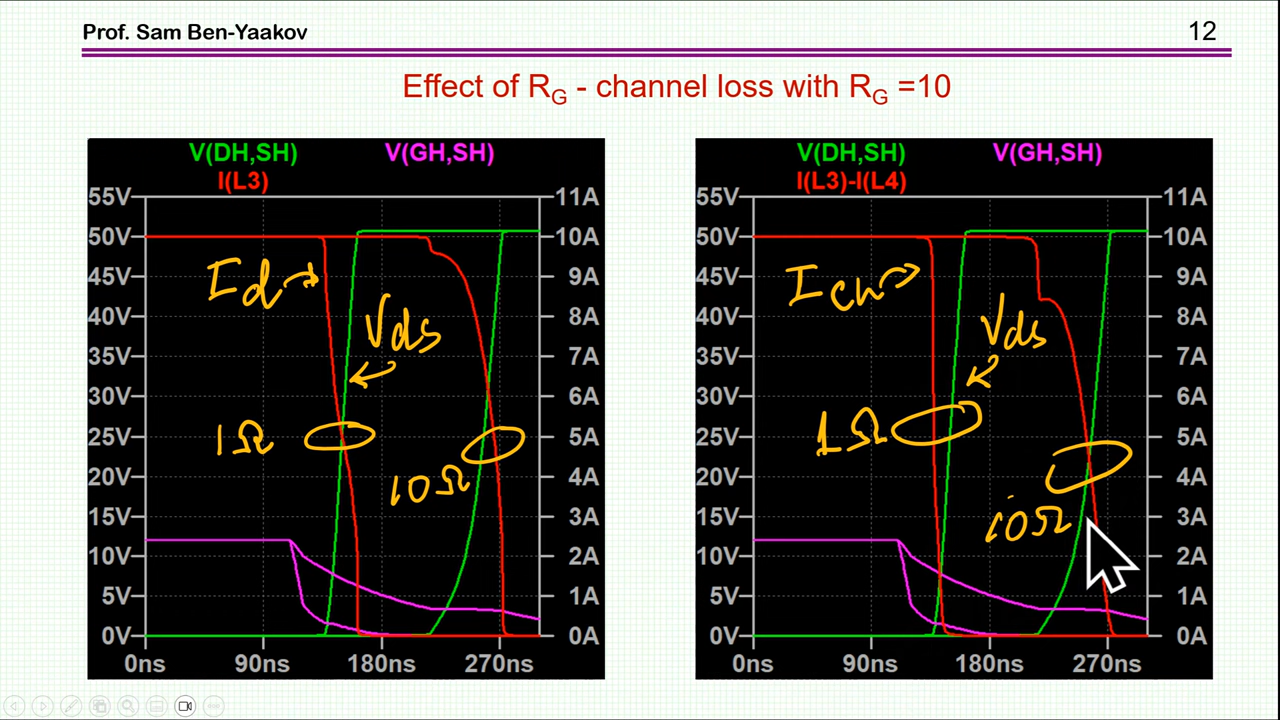 Prof. Sam Ben-Yaakov
12
Effect of RG - channel loss with RG =10
V(DH,SH) V(GH,SH)
I(L3)
55V 11A
50V 10A
45V 9A
40V 8A
35V 7A
30V 6A
25V 5A
20V 4A
15V 3A
10V 2A
5V 1A
0V 0A
0ns 90ns 180ns 270ns
Id
Vds
1Ω
10Ω
V(DH,SH) V(GH,SH)
I(L3)-I(L4)
55V 11A
50V 10A
45V 9A
40V 8A
35V 7A
30V 6A
25V 5A
20V 4A
15V 3A
10V 2A
5V 1A
0V 0A
0ns 90ns 180ns 270ns
Ich
Vds
1Ω
10Ω